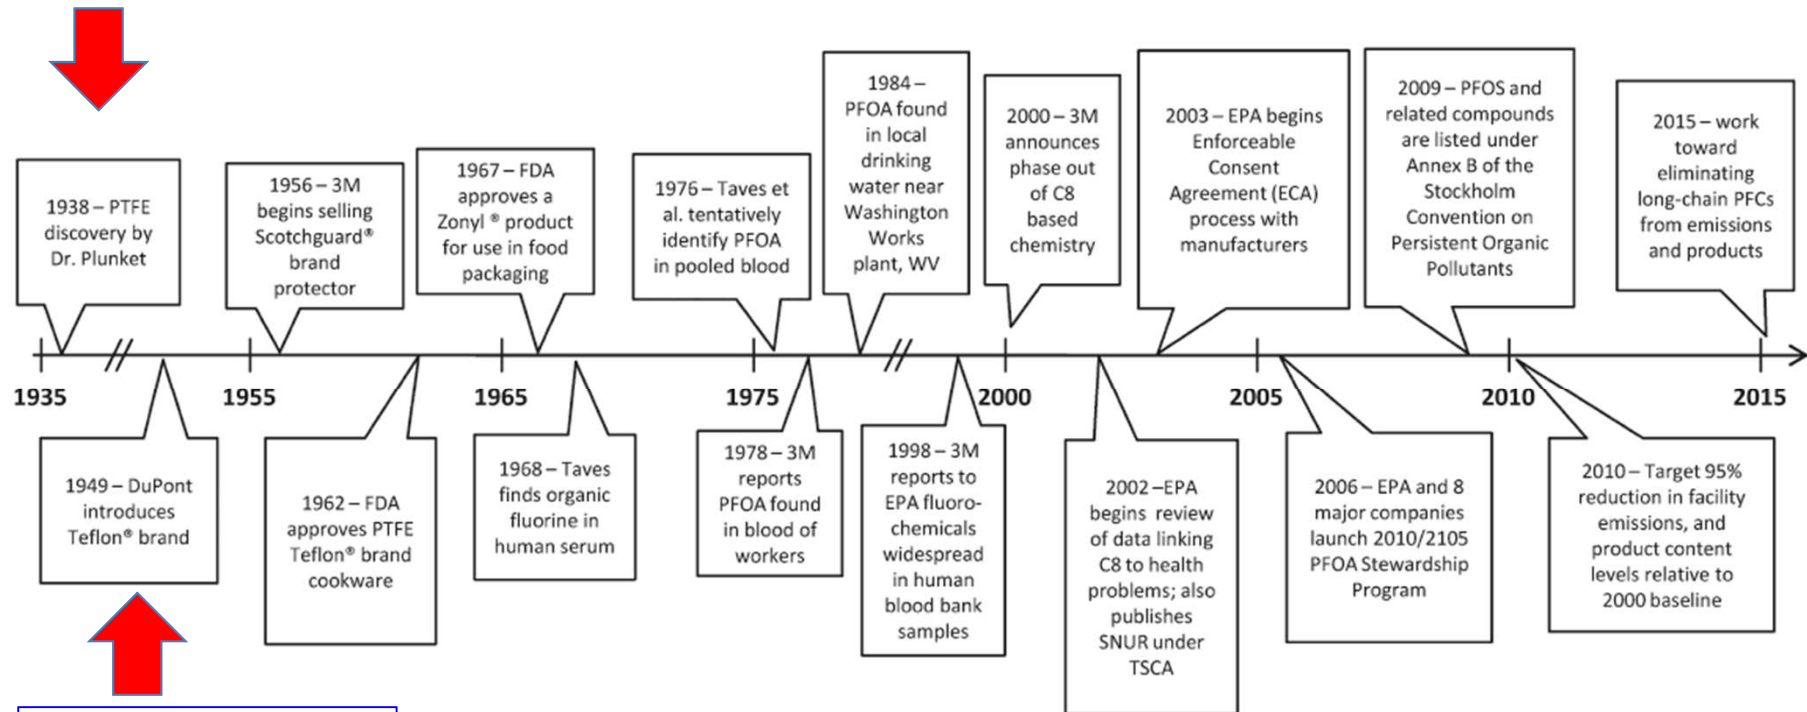 1938 – PTFE
discovery by
Dr. Plunket
1956 – 3M
begins selling
Scotchguard®
brand
protector
1967 – FDA
approves a
Zonyl ® product
for use in food
packaging
1976 – Taves et
al. tentatively
identify PFOA
in pooled blood
1984 –
PFOA found
in local
drinking
water near
Washington
Works
plant, WV
2000 – 3M
announces
phase out
of C8
based
chemistry
2003 – EPA begins
Enforceable
Consent
Agreement (ECA)
process with
manufacturers
2009 – PFOS and
related compounds
are listed under
Annex B of the
Stockholm
Convention on
Persistent Organic
Pollutants
2015 – work
toward
eliminating
long-chain PFCs
from emissions
and products
1935
1955
1965
1975
2000
2005
2010
2015
1949 – DuPont
introduces
Teflon® brand
1962 – FDA
approves PTFE
Teflon® brand
cookware
1968 – Taves
finds organic
fluorine in
human serum
1978 – 3M
reports
PFOA found
in blood of
workers
1998 – 3M
reports to
EPA fluoro-
chemicals
widespread
in human
blood bank
samples
2002 –EPA
begins review
of data linking
C8 to health
problems; also
publishes
SNUR under
TSCA
2006 – EPA and 8
major companies
launch 2010/2105
PFOA Stewardship
Program
2010 – Target 95%
reduction in facility
emissions, and
product content
levels relative to
2000 baseline